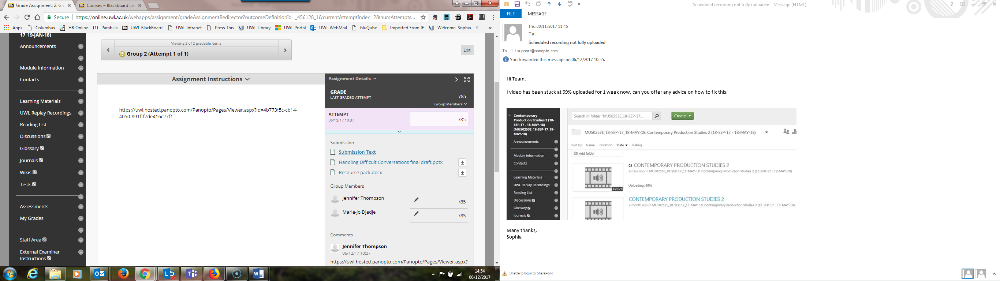 Grade Assignment: 2. Gr
Courses – Blackboard Le
Secure
https://online.uwl.ac.uk/webapps/assignment/gradeAssignmentRedirector?outcomeDefinitionId=_456128_1&currentAttemptIndex=2&numAttempts...
Apps
Columbus
HR Online
Parabilis
UWL BlackBoard
UWL Intranet
Press This
UWL Library
UWL Portal
UWL WebMail
bluQube
Imported From IE
Welcome, Sophia – B
17_19-JAN-18)
Announcements
Module Information
Contacts
Learning Materials
UWL Replay Recordings
Reading List
Discussions
Glossary
Journals
Wikis
Tests
Assessments
My Grades
Staff Area
External Examiner
Instructions
Viewing 2 of 2 gradable items
Group 2 (Attempt 1 of 1)
Exit
Assignment Instructions
https://uwl.hosted.panopto.com/Panopto/Pages/Viewer.aspx?id=4b773f5c-cb14-
4050-891f-f7de416c27f1
Assignment Details
GRADE
LAST GRADED ATTEMPT
/85
Group Members
ATTEMPT
06/12/17 10:37
/85
Submission
Submission Text
Handling Difficult Conversations final draft.pptx
Resource pack.docx
Group Members
Jennifer Thompson
/85
Marie-jo Djedje
/85
Comments
Jennifer Thompson
06/12/17 10:37
https://uwl.hosted.panopto.com/Panopto/Pages/Viewer.aspx?
14:54
06/12/2017
Scheduled recording not fully uploaded - Message (HTML)
FILE
MESSAGE
Thu 30/11/2017 11:45
Tel
Scheduled recording not fully uploaded
To
'support@panopto.com'
You forwarded this message on 06/12/2017 10:55.
Hi Team,
I video has been stuck at 99% uploaded for 1 week now, can you offer any advice on how to fix this:
Contemporary
Production Studies 2 (18-
SEP-17 - 18-MAY-18)
(MU50253E_18-SEP-17_18-
MAY-18)
Announcements
Module Information
Contacts
Learning Materials
UWL Replay Recordings
Reading List
Discussions
Glossary
Journals
Search in folder "MU50253E_18-SEP-17...
Create
MU50253E_18-SEP-17_18-MAY-18: Contemporary Production Studies 2 (18-SEP-17 - 18-MAY-18)
Sort by: Name Duration Date Rating
Add folder
CONTEMPORARY PRODUCTION STUDIES 2
6 days ago in MU50253E_18-SEP-17_18-MAY-18: Contemporary Production Studies 2 (18-SEP-17 - 18-MAY-18)
Uploading: 99%
1:22:27
CONTEMPORARY PRODUCTION STUDIES 2
a month ago in MU50253E_18-SEP-17_18-MAY-18: Contemporary Production Studies 2 (18-SEP-17 - 18-MAY-18)
Many thanks,
Sophia
Unable to log in to: SharePoint.